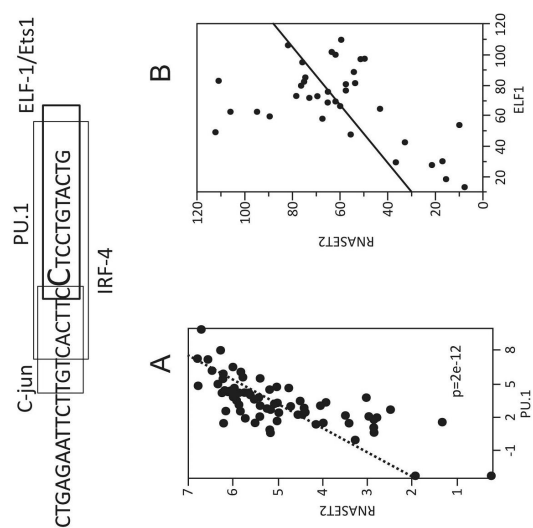 C-jun PU.1 ELF-1/Ets1
CTGAGAATTCTTGTCACTTCCTCCTGTACTG
IRF-4
A
7
6
5
4
3
2
1
RNASET2
p=2e-12
-1 2 5 8
PU.1
B
120
100
80
60
40
20
0
RNASET2
20 40 60 80 100 120
ELF1